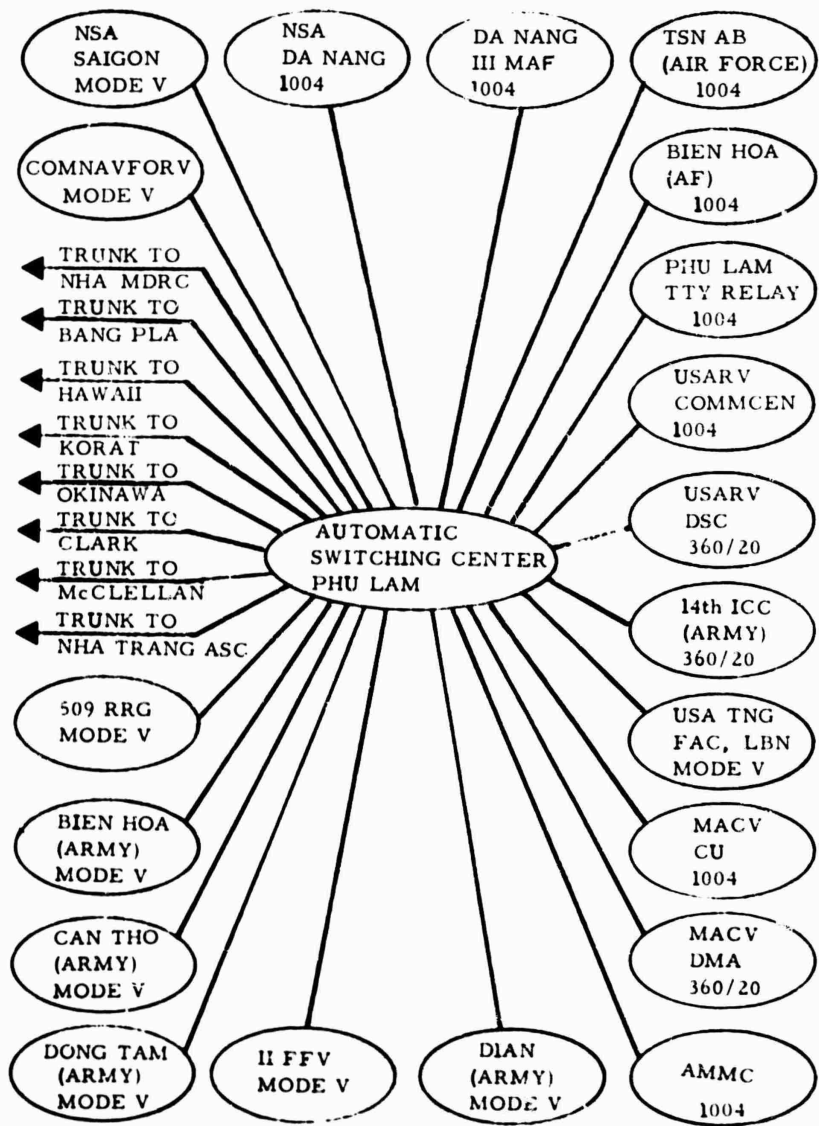 NSA
SAIGON
MODE V
NSA
DA NANG
1004
DA NANG
III MAF
1004
TSN AB
(AIR FORCE)
1004
COMNAVFORV
MODE V
BIEN HOA
(AF)
1004
TRUNK TO
NHA MDRC
TRUNK TO
BANG PLA
TRUNK TO
HAWAII
TRUNK TO
KORAT
TRUNK TO
OKINAWA
TRUNK TO
CLARK
TRUNK TO
McCLELLAN
TRUNK TO
NHA TRANG ASC
PHU LAM
TTY RELAY
1004
USARV
COMMCEN
1004
AUTOMATIC
SWITCHING CENTER
PHU LAM
USARV
DSC
360/20
14th ICC
(ARMY)
360/20
509 RRG
MODE V
USA TNG
FAC, LBN
MODE V
BIEN HOA
(ARMY)
MODE V
MACV
CU
1004
CAN THO
(ARMY)
MODE V
MACV
DMA
360/20
DONG TAM
(ARMY)
MODE V
II FFV
MODE V
DIAN
(ARMY)
MODE V
AMMC
1004